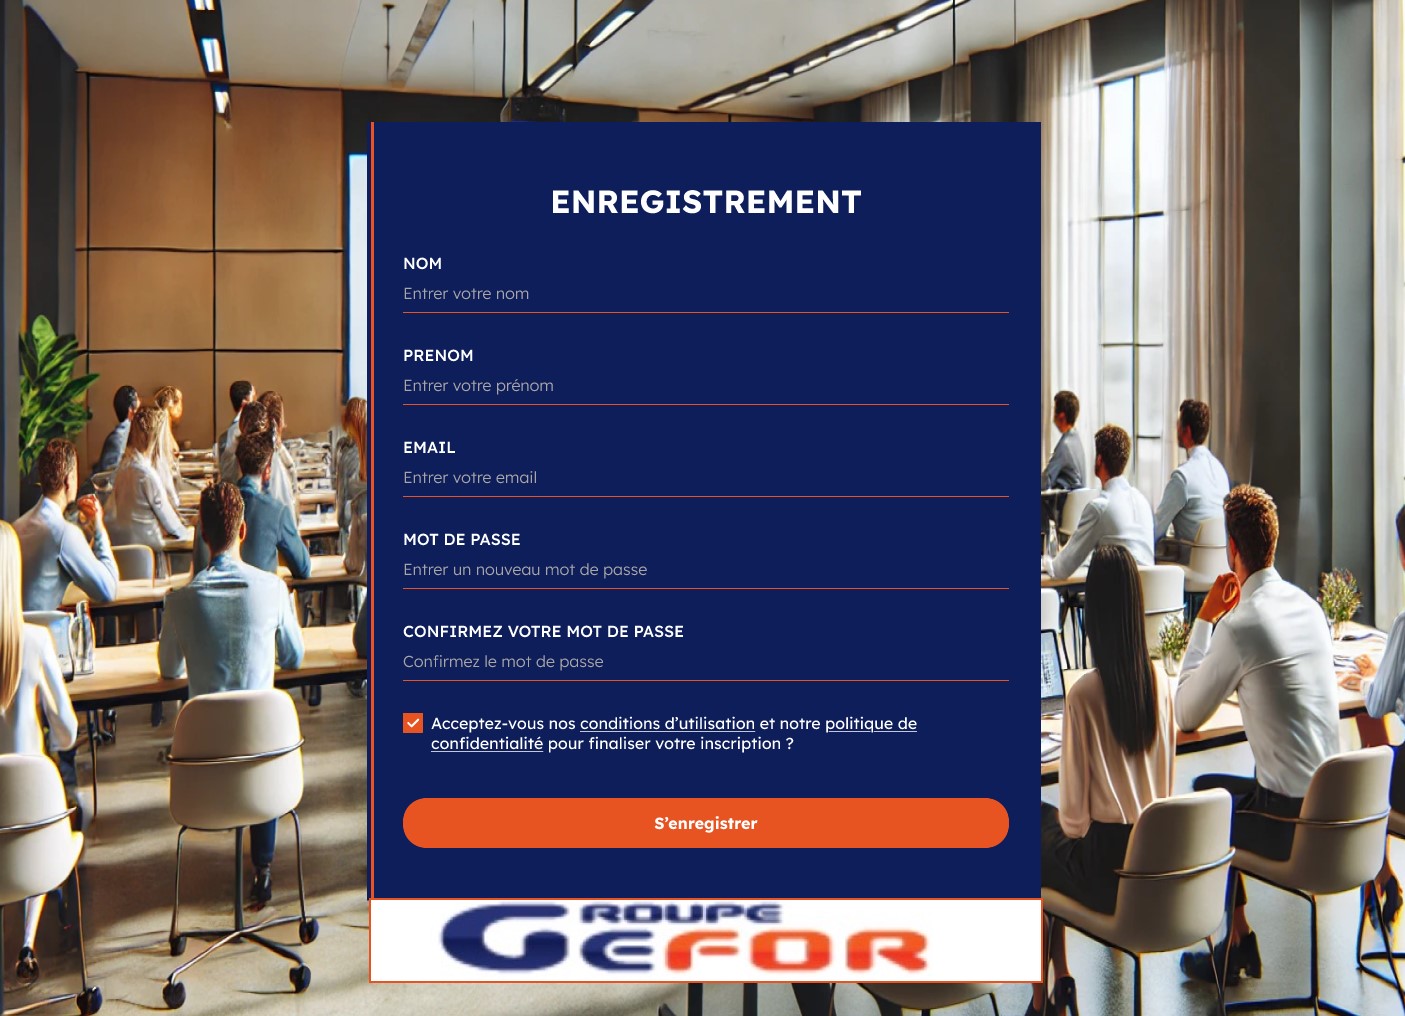 ENREGISTREMENT
NOM
Entrer votre nom
PRENOM
Entrer votre prénom
EMAIL
Entrer votre email
MOT DE PASSE
Entrer un nouveau mot de passe
CONFIRMEZ VOTRE MOT DE PASSE
Confirmez le mot de passe
Acceptez-vous nos conditions d’utilisation et notre politique de
confidentialité pour finaliser votre inscription ?
S’enregistrer
GROUPE
GEFOR